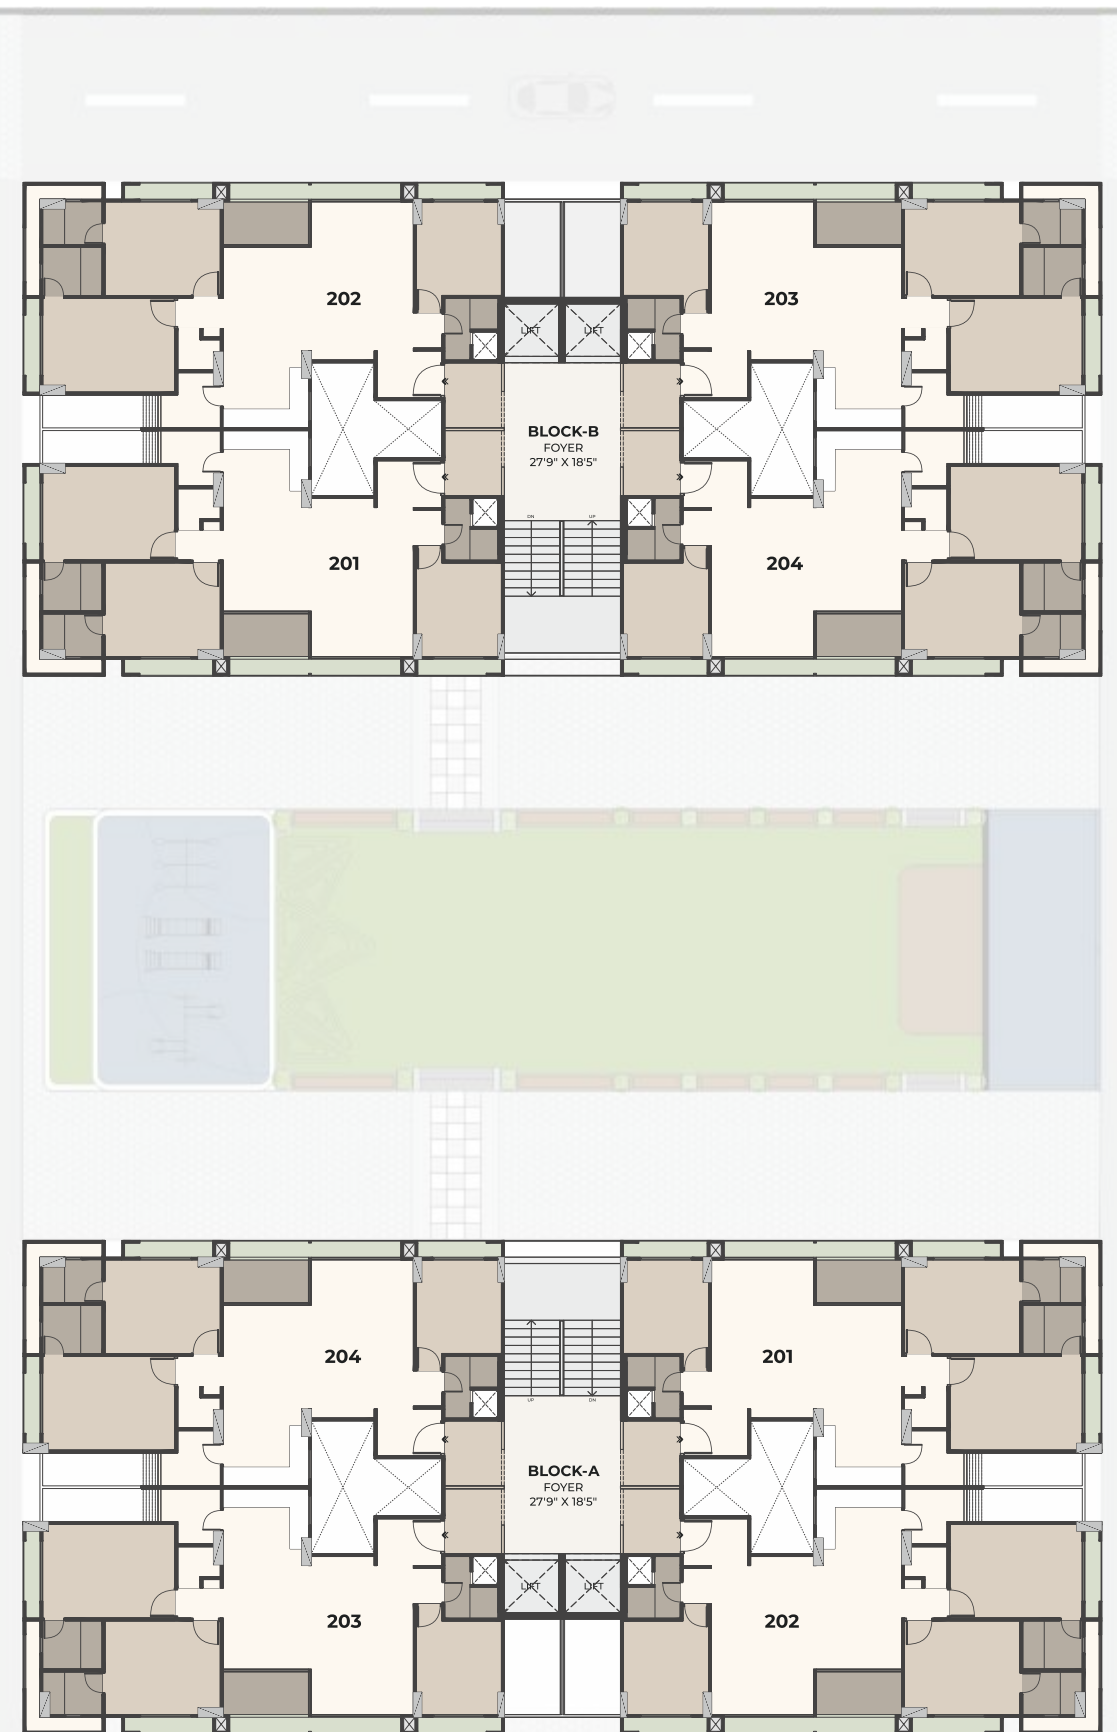 202
203
LIFT
LIFT
BLOCK-B
FOYER
27'9" X 18'5"
DN
UP
201
204
204
201
UP
DN
BLOCK-A
FOYER
27'9" X 18'5"
LIFT
LIFT
203
202